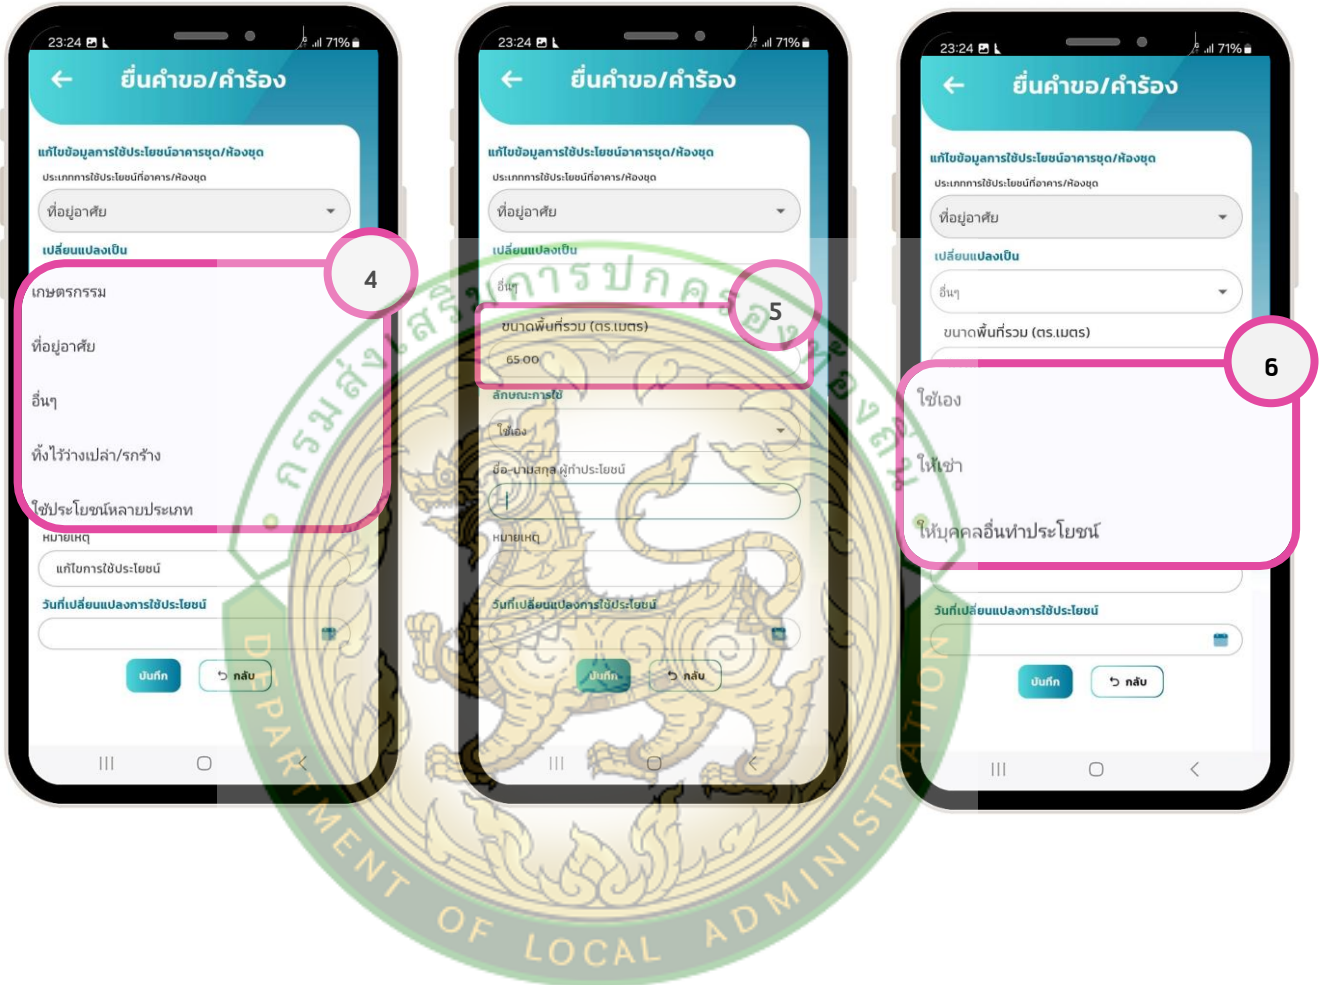 23:24
71%
ยื่นคำขอ/คำร้อง
แก้ไขข้อมูลการใช้ประโยชน์อาคารชุด/ห้องชุด
ประเภทการใช้ประโยชน์ที่อาคาร/ห้องชุด
ที่อยู่อาศัย
เปลี่ยนแปลงเป็น
4
เกษตรกรรม
ที่อยู่อาศัย
อื่นๆ
ทิ้งไว้ว่างเปล่า/รกร้าง
ใช้ประโยชน์หลายประเภท
หมายเหตุ
แก้ไขการใช้ประโยชน์
วันที่เปลี่ยนแปลงการใช้ประโยชน์
บันทึก
กลับ
23:24
71%
ยื่นคำขอ/คำร้อง
แก้ไขข้อมูลการใช้ประโยชน์อาคารชุด/ห้องชุด
ประเภทการใช้ประโยชน์ที่อาคาร/ห้องชุด
ที่อยู่อาศัย
เปลี่ยนแปลงเป็น
อื่นๆ
5
ขนาดพื้นที่รวม (ตร.เมตร)
65.00
ลักษณะการใช้
ใช้เอง
ชื่อ-นามสกุล ผู้ทำประโยชน์
หมายเหตุ
วันที่เปลี่ยนแปลงการใช้ประโยชน์
บันทึก
กลับ
23:24
71%
ยื่นคำขอ/คำร้อง
แก้ไขข้อมูลการใช้ประโยชน์อาคารชุด/ห้องชุด
ประเภทการใช้ประโยชน์ที่อาคาร/ห้องชุด
ที่อยู่อาศัย
เปลี่ยนแปลงเป็น
อื่นๆ
ขนาดพื้นที่รวม (ตร.เมตร)
6
ใช้เอง
ให้เช่า
ให้บุคคลอื่นทำประโยชน์
วันที่เปลี่ยนแปลงการใช้ประโยชน์
บันทึก
กลับ
กรมส่งเสริมการปกครองท้องถิ่น
DEPARTMENT OF LOCAL ADMINISTRATION